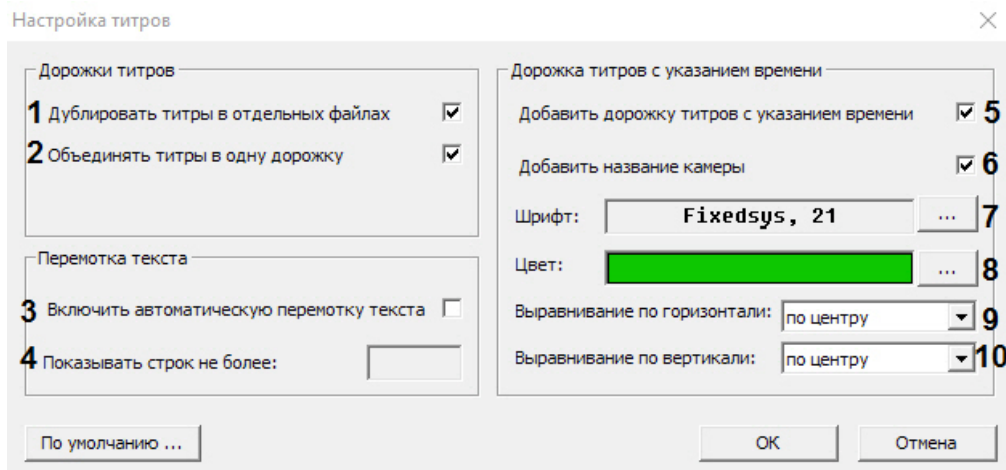 Настройка титров
Дорожки титров
1 Дублировать титры в отдельных файлах
2 Объединять титры в одну дорожку
Перемотка текста
3 Включить автоматическую перемотку текста
4 Показывать строк не более:
Дорожка титров с указанием времени
Добавить дорожку титров с указанием времени 5
Добавить название камеры 6
Шрифт: Fixedsys, 21 ... 7
Цвет: ... 8
Выравнивание по горизонтали: по центру 9
Выравнивание по вертикали: по центру 10
По умолчанию ...
OK Отмена